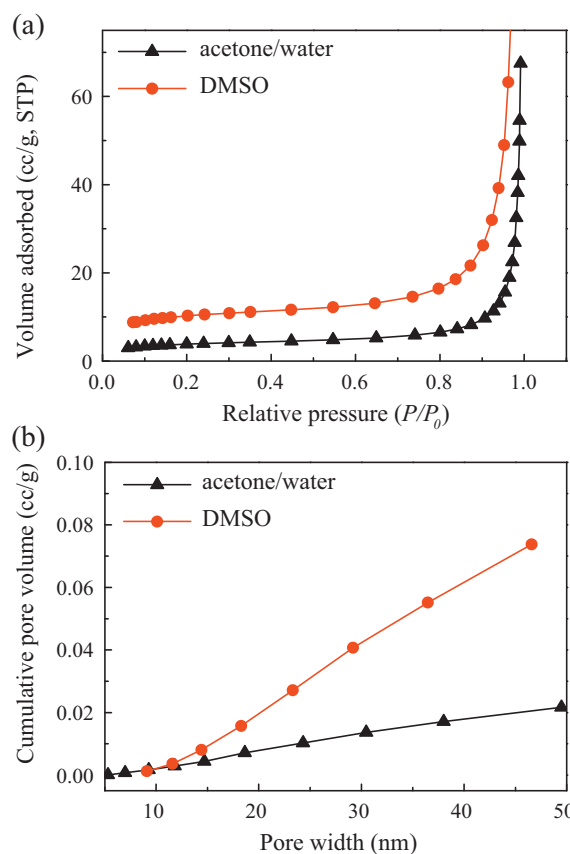 (a)
acetone/water
DMSO
Volume adsorbed (cc/g, STP)
60
40
20
0
0.0 0.2 0.4 0.6 0.8 1.0
Relative pressure (P/P₀)
(b)
acetone/water
DMSO
Cumulative pore volume (cc/g)
0.10
0.08
0.06
0.04
0.02
0.00
10 20 30 40 50
Pore width (nm)